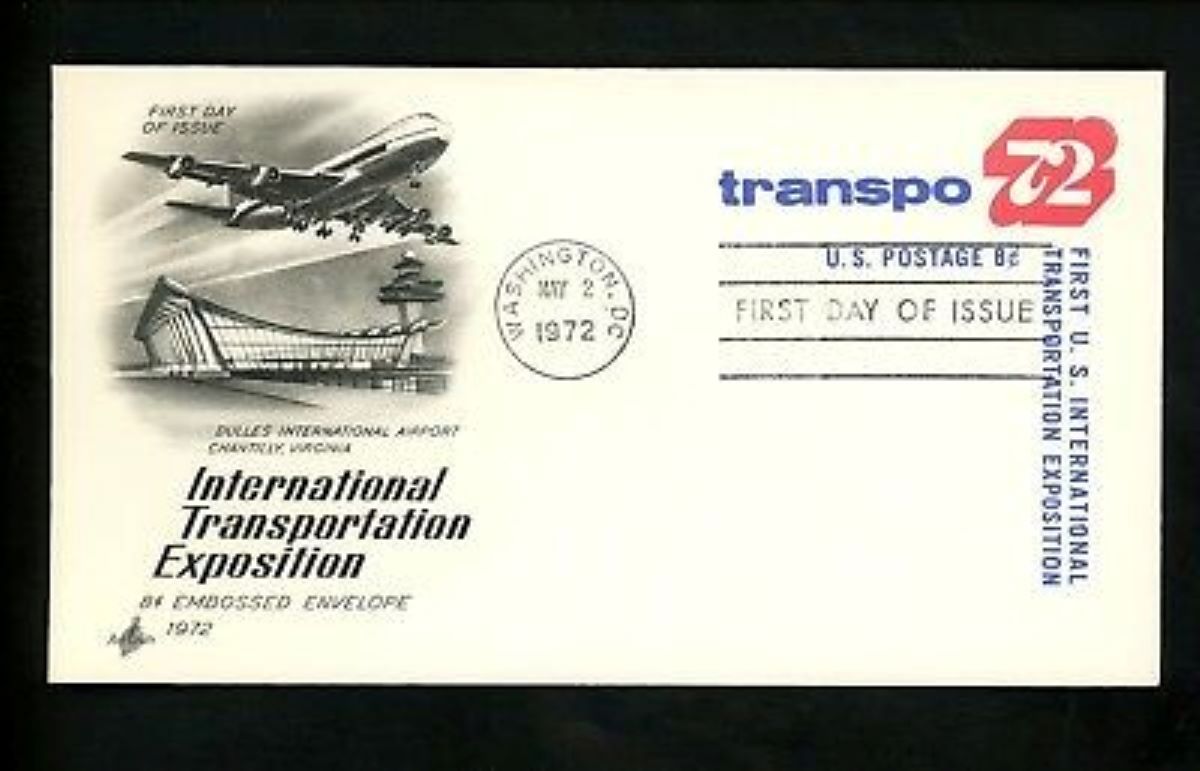 FIRST DAY
OF ISSUE
DULLES INTERNATIONAL AIRPORT
CHANTILLY, VIRGINIA
International
Transportation
Exposition
8¢ EMBOSSED ENVELOPE
1972
WASHINGTON, DC
MAY 2
1972
transpo 72
U.S. POSTAGE 8¢
FIRST DAY OF ISSUE
FIRST U.S. INTERNATIONAL
TRANSPORTATION EXPOSITION